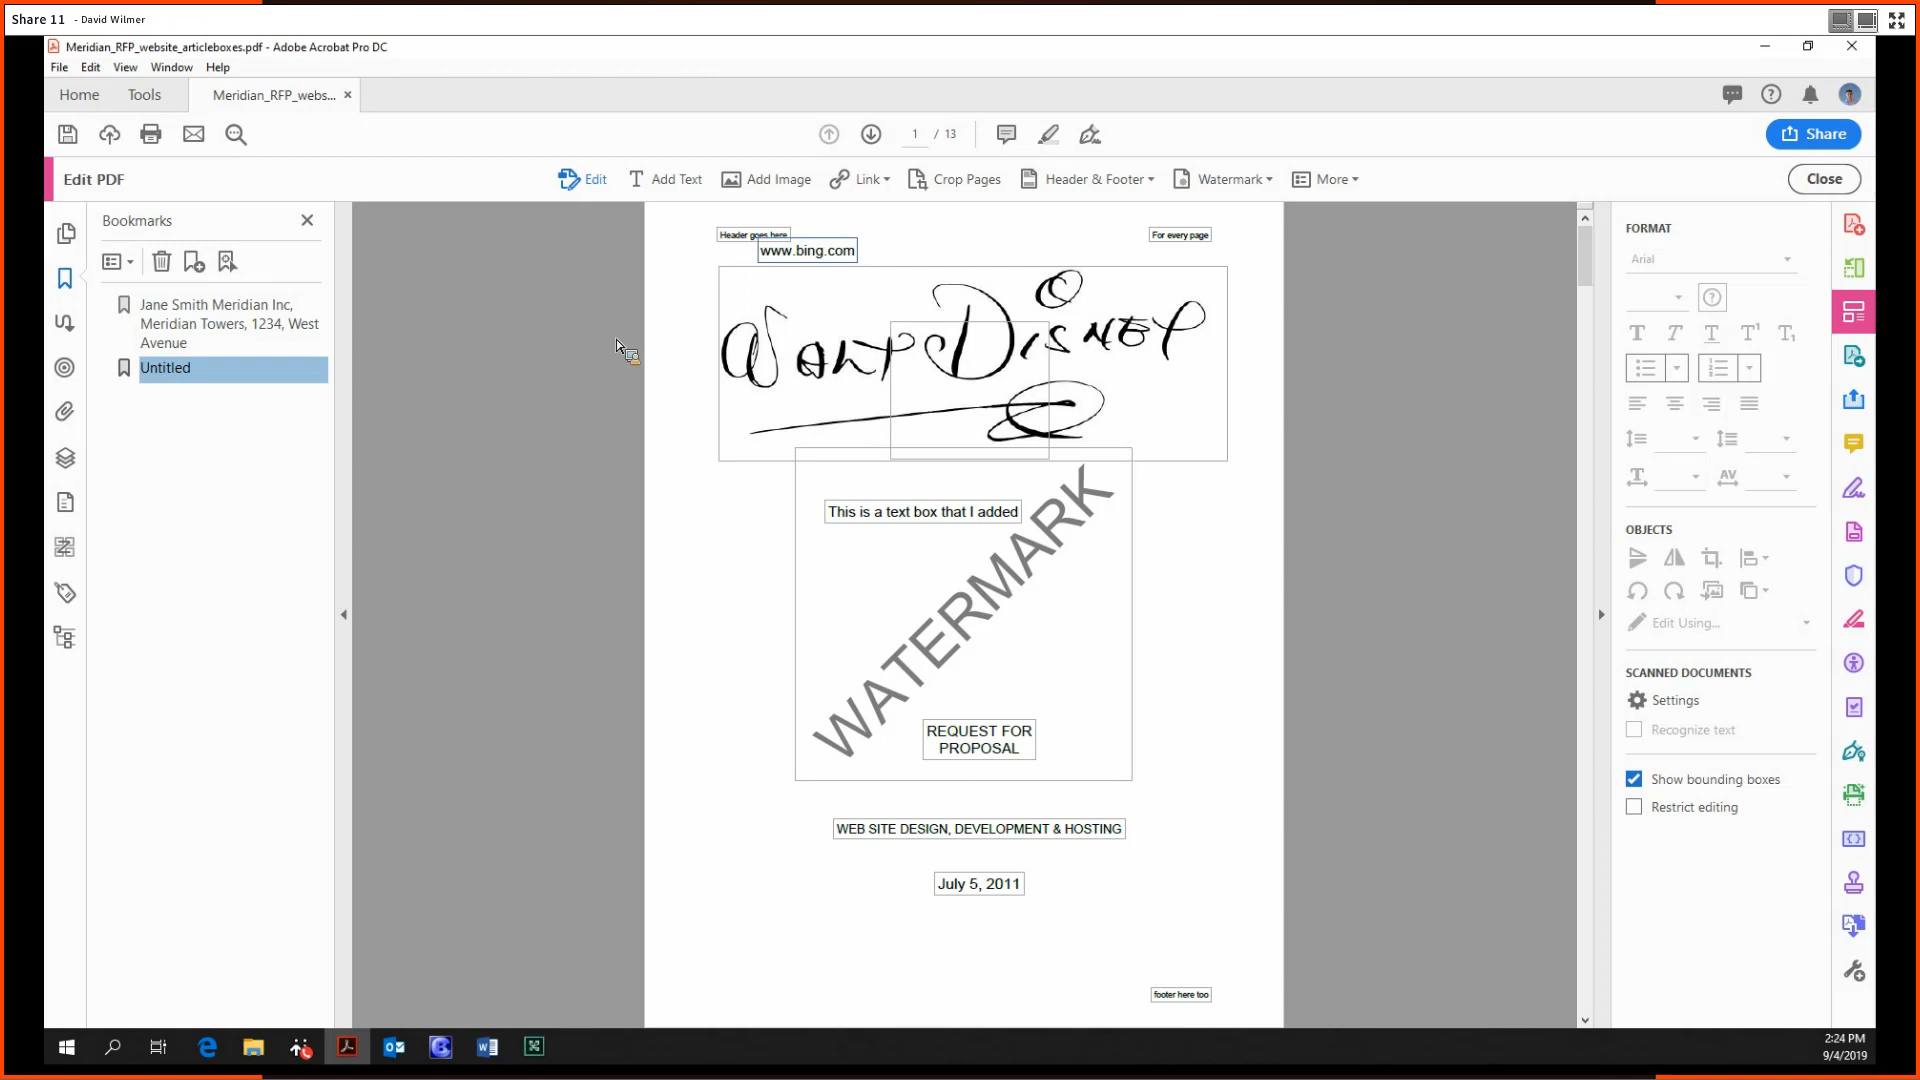 Share 11 - David Wilmer
Meridian_RFP_website_articleboxes.pdf - Adobe Acrobat Pro DC
File Edit View Window Help
Home Tools Meridian_RFP_webs... ×
1 / 13
Share
Edit PDF
Edit Add Text Add Image Link Crop Pages Header & Footer Watermark More
Close
Bookmarks
Jane Smith Meridian Inc,
Meridian Towers, 1234, West
Avenue
Untitled
Header goes here
For every page
www.bing.com
Walt Disney
This is a text box that I added
WATERMARK
REQUEST FOR
PROPOSAL
WEB SITE DESIGN, DEVELOPMENT & HOSTING
July 5, 2011
footer here too
FORMAT
Arial
OBJECTS
Edit Using...
SCANNED DOCUMENTS
Settings
Recognize text
Show bounding boxes
Restrict editing
2:24 PM
9/4/2019